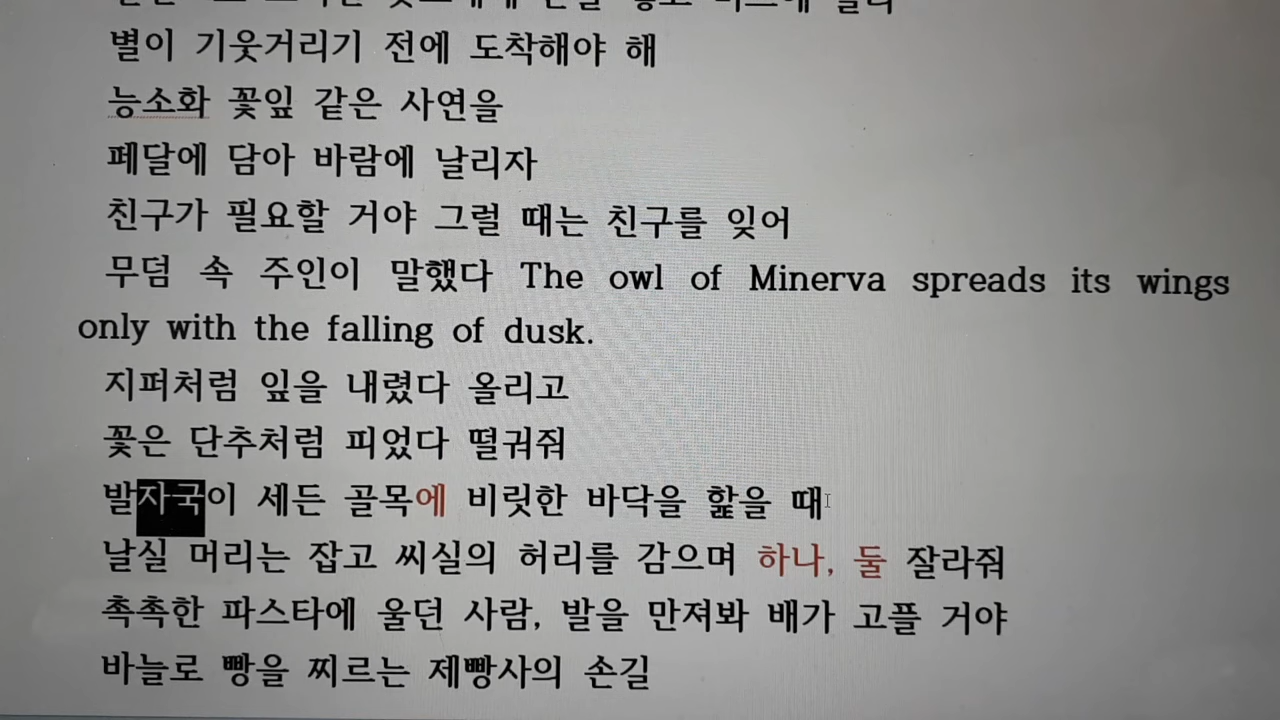 별이 기웃거리기 전에 도착해야 해
능소화 꽃잎 같은 사연을
페달에 담아 바람에 날리자
친구가 필요할 거야 그럴 때는 친구를 잊어
무덤 속 주인이 말했다 The owl of Minerva spreads its wings
only with the falling of dusk.
지퍼처럼 잎을 내렸다 올리고
꽃은 단추처럼 피었다 떨궈줘
발자국이 세든 골목에 비릿한 바닥을 핥을 때
날실 머리는 잡고 씨실의 허리를 감으며 하나, 둘 잘라줘
촉촉한 파스타에 울던 사람, 발을 만져봐 배가 고플 거야
바늘로 빵을 찌르는 제빵사의 손길